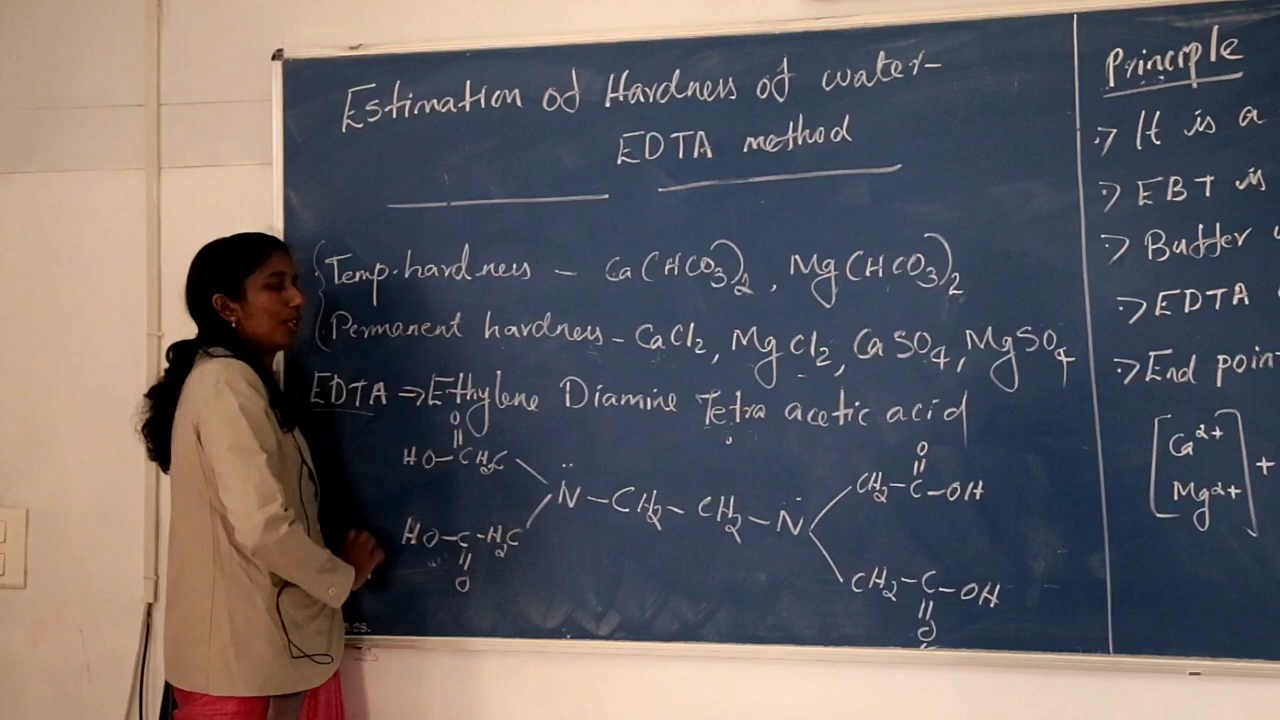 Estimation of Hardness of water-
EDTA method
Temp. hardness - Ca(HCO3)2, Mg(HCO3)2
Permanent hardness - CaCl2, MgCl2, CaSO4, MgSO4
EDTA ⇒ Ethylene Diamine Tetra acetic acid
O O
HO-C-H2C CH2-C-OH
N-CH2-CH2-N
HO-C-H2C CH2-C-OH
O O
Principle
It is a
EBT is
Buffer
EDTA
End poin
Ca2+ +
Mg2+